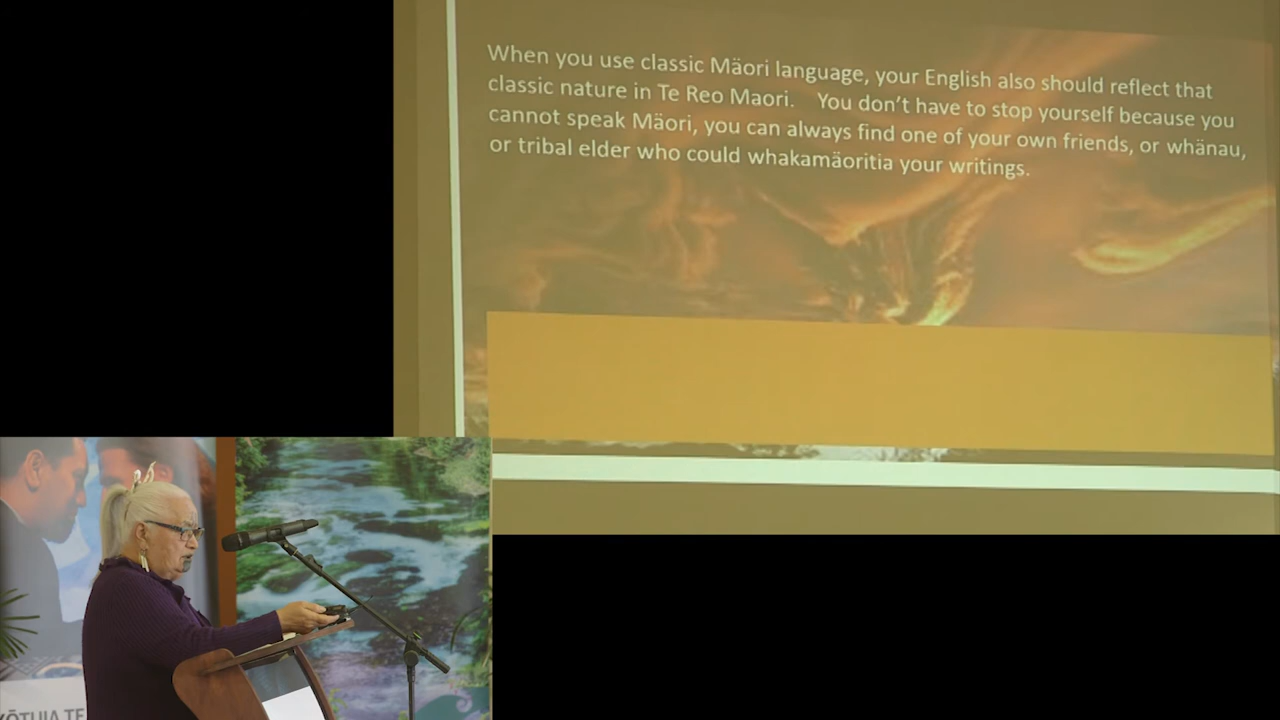 When you use classic Mäori language, your English also should reflect that
classic nature in Te Reo Maori. You don't have to stop yourself because you
cannot speak Mäori, you can always find one of your own friends, or whänau,
or tribal elder who could whakamäoritia your writings.
KŌTUIA TE